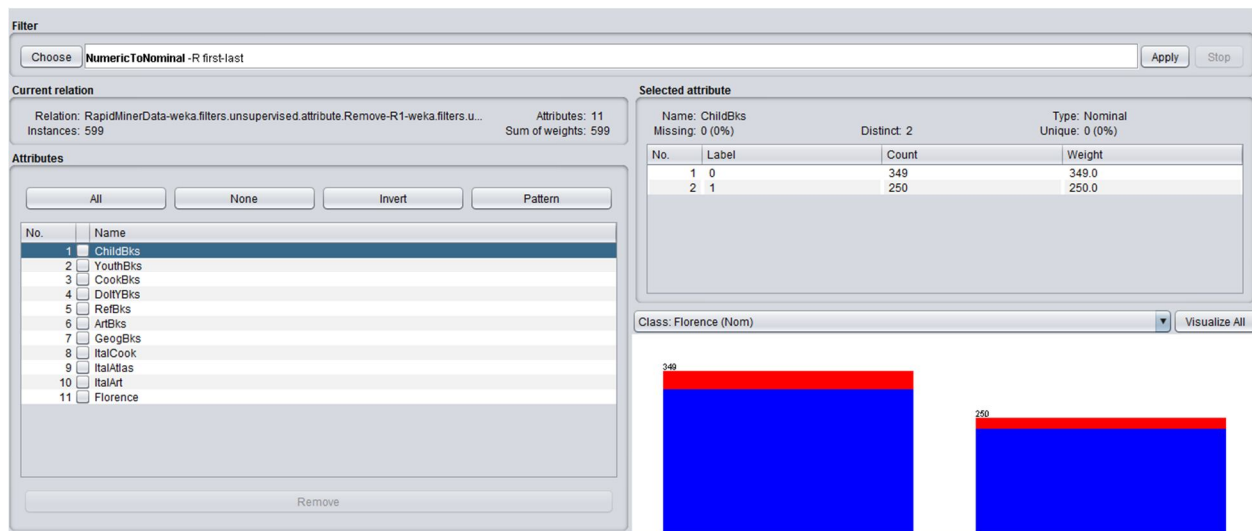 Filter
Choose NumericToNominal -R first-last Apply Stop
Current relation
Relation: RapidMinerData-weka.filters.unsupervised.attribute.Remove-R1-weka.filters.u... Attributes: 11
Instances: 599 Sum of weights: 599
Attributes
All None Invert Pattern
No. Name
1 ChildBks
2 YouthBks
3 CookBks
4 DoItYBks
5 RefBks
6 ArtBks
7 GeogBks
8 ItalCook
9 ItalAtlas
10 ItalArt
11 Florence
Remove
Selected attribute
Name: ChildBks Type: Nominal
Missing: 0 (0%) Distinct: 2 Unique: 0 (0%)
No. Label Count Weight
1 0 349 349.0
2 1 250 250.0
Class: Florence (Nom) Visualize All
349
250